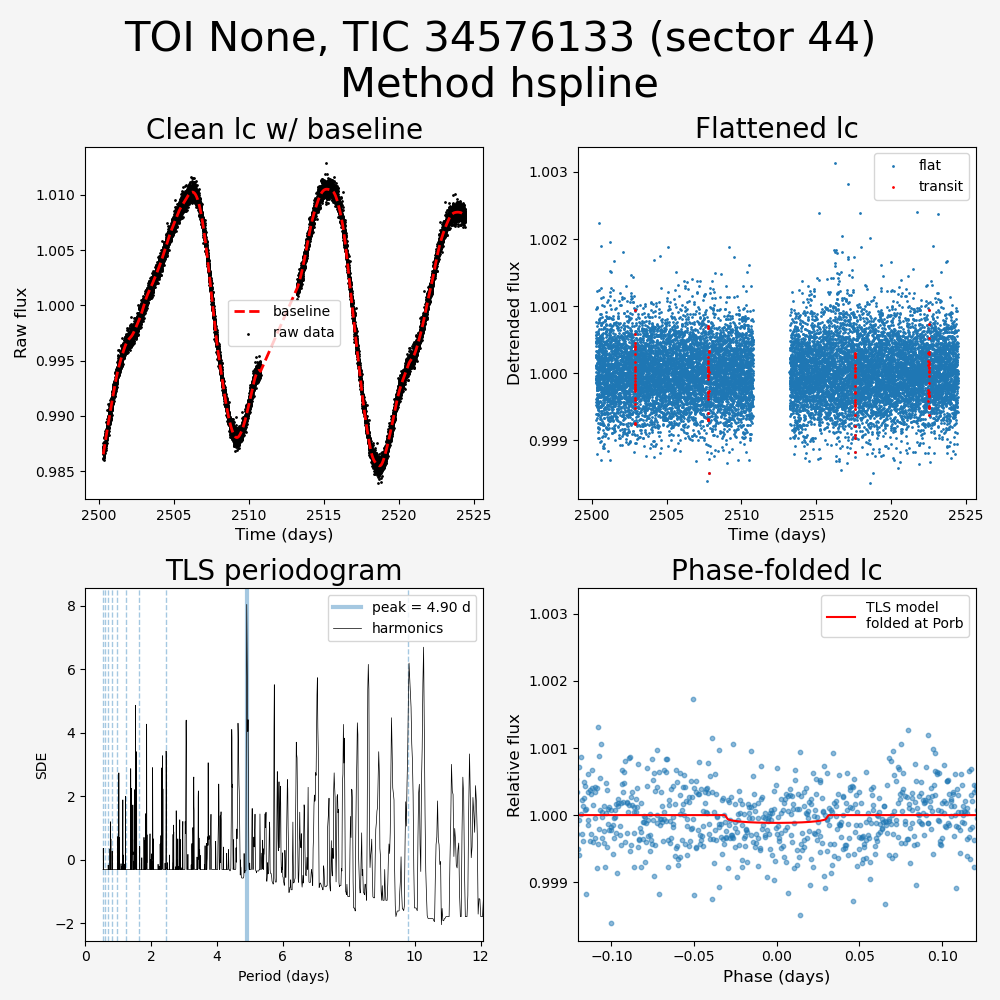 TOI None, TIC 34576133 (sector 44)
Method hspline
Clean lc w/ baseline
Raw flux
1.010
1.005
1.000
0.995
0.990
0.985
baseline
raw data
2500 2505 2510 2515 2520 2525
Time (days)
Flattened lc
Detrended flux
1.003
1.002
1.001
1.000
0.999
flat
transit
2500 2505 2510 2515 2520 2525
Time (days)
TLS periodogram
SDE
8
6
4
2
0
−2
peak = 4.90 d
harmonics
0 2 4 6 8 10 12
Period (days)
Phase-folded lc
Relative flux
1.003
1.002
1.001
1.000
0.999
TLS model
folded at Porb
−0.10 −0.05 0.00 0.05 0.10
Phase (days)